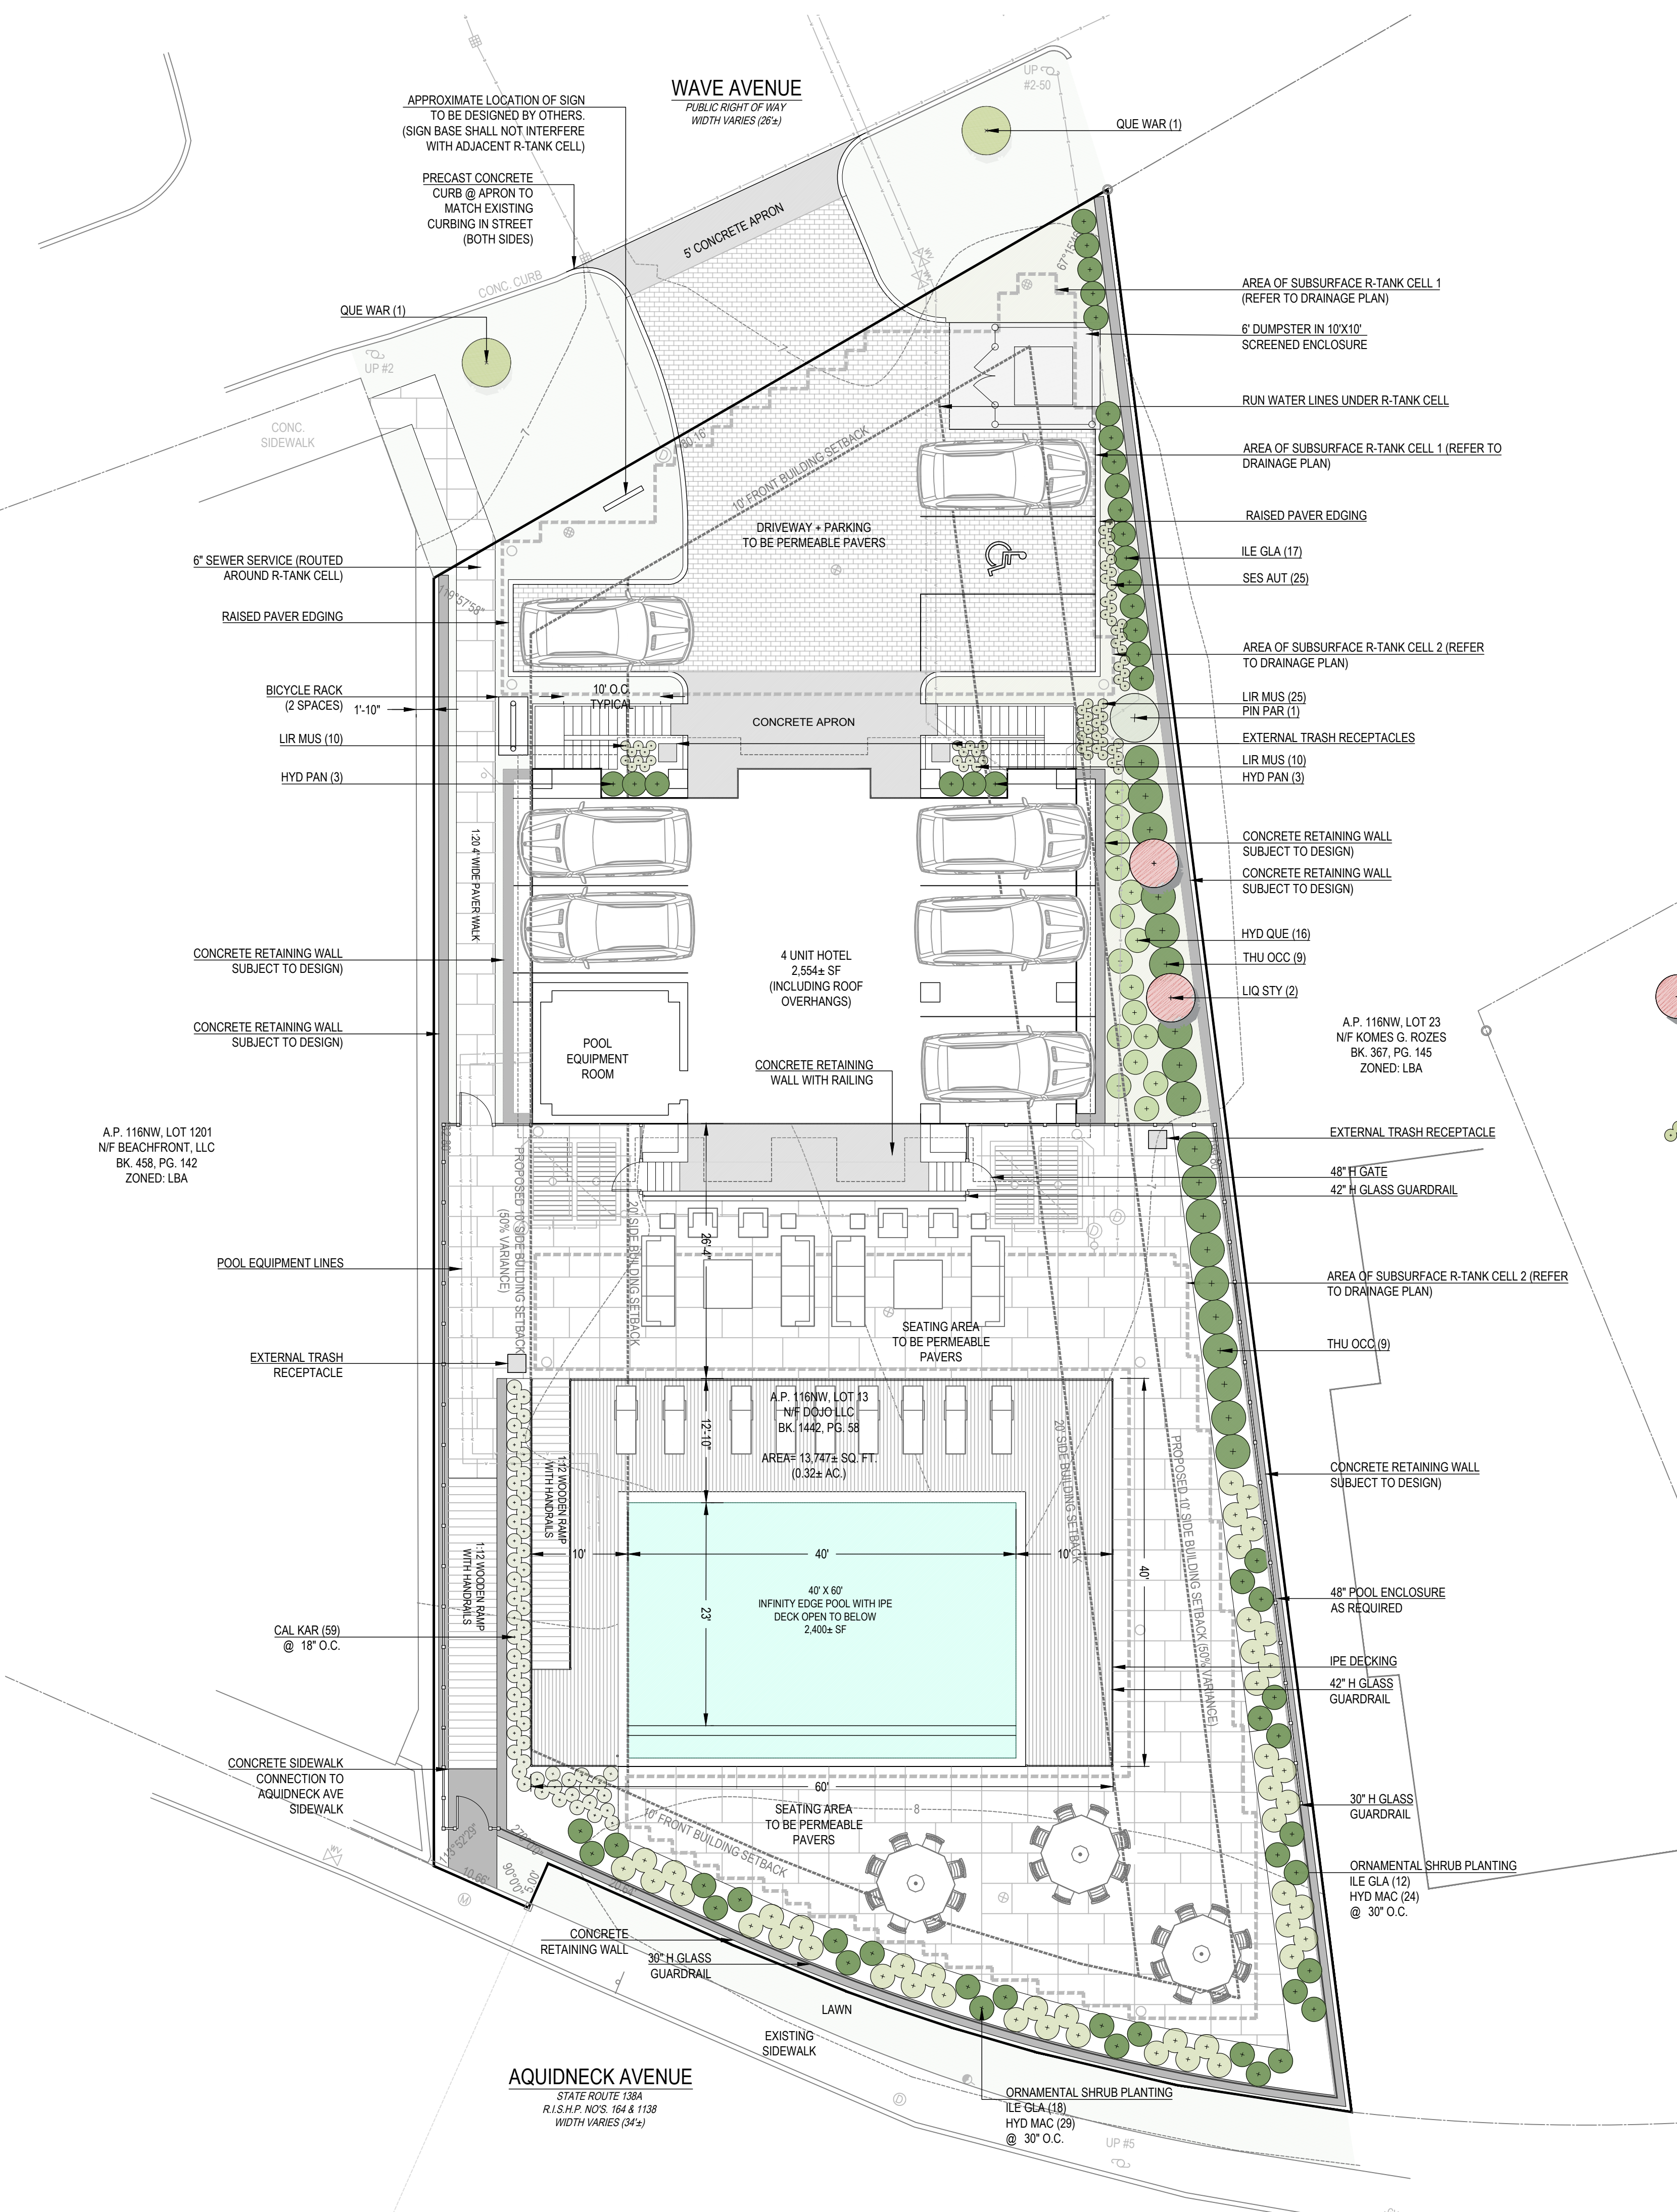 WAVE AVENUE
PUBLIC RIGHT OF WAY
WIDTH VARIES (26'±)
UP
#2-50
QUE WAR (1)
APPROXIMATE LOCATION OF SIGN
TO BE DESIGNED BY OTHERS.
(SIGN BASE SHALL NOT INTERFERE
WITH ADJACENT R-TANK CELL)
PRECAST CONCRETE
CURB @ APRON TO
MATCH EXISTING
CURBING IN STREET
(BOTH SIDES)
5' CONCRETE APRON
CONC. CURB
QUE WAR (1)
UP #2
CONC.
SIDEWALK
AREA OF SUBSURFACE R-TANK CELL 1
(REFER TO DRAINAGE PLAN)
6' DUMPSTER IN 10'X10'
SCREENED ENCLOSURE
RUN WATER LINES UNDER R-TANK CELL
AREA OF SUBSURFACE R-TANK CELL 1 (REFER TO
DRAINAGE PLAN)
RAISED PAVER EDGING
ILE GLA (17)
SES AUT (25)
AREA OF SUBSURFACE R-TANK CELL 2 (REFER
TO DRAINAGE PLAN)
LIR MUS (25)
PIN PAR (1)
EXTERNAL TRASH RECEPTACLES
LIR MUS (10)
HYD PAN (3)
7
7
10' FRONT BUILDING SETBACK
DRIVEWAY + PARKING
TO BE PERMEABLE PAVERS
6" SEWER SERVICE (ROUTED
AROUND R-TANK CELL)
119°57'58"
RAISED PAVER EDGING
BICYCLE RACK
(2 SPACES)
1'-10"
10' O.C.
TYPICAL
CONCRETE APRON
LIR MUS (10)
HYD PAN (3)
1:20 4' WIDE PAVER WALK
CONCRETE RETAINING WALL
SUBJECT TO DESIGN)
CONCRETE RETAINING WALL
SUBJECT TO DESIGN)
4 UNIT HOTEL
2,554± SF
(INCLUDING ROOF
OVERHANGS)
POOL
EQUIPMENT
ROOM
CONCRETE RETAINING
WALL WITH RAILING
CONCRETE RETAINING WALL
SUBJECT TO DESIGN)
CONCRETE RETAINING WALL
SUBJECT TO DESIGN)
HYD QUE (16)
THU OCC (9)
LIQ STY (2)
A.P. 116NW, LOT 23
N/F KOMES G. ROZES
BK. 367, PG. 145
ZONED: LBA
A.P. 116NW, LOT 1201
N/F BEACHFRONT, LLC
BK. 458, PG. 142
ZONED: LBA
EXTERNAL TRASH RECEPTACLE
48" H GATE
42" H GLASS GUARDRAIL
PROPOSED 10' SIDE BUILDING SETBACK
(50% VARIANCE)
20' SIDE BUILDING SETBACK
26'-4"
POOL EQUIPMENT LINES
SEATING AREA
TO BE PERMEABLE
PAVERS
AREA OF SUBSURFACE R-TANK CELL 2 (REFER
TO DRAINAGE PLAN)
THU OCC (9)
EXTERNAL TRASH
RECEPTACLE
A.P. 116NW, LOT 13
N/F DOJO LLC
BK. 1442, PG. 58
AREA= 13,747± SQ. FT.
(0.32± AC.)
12'-10"
20' SIDE BUILDING SETBACK
PROPOSED 10' SIDE BUILDING SETBACK (50% VARIANCE)
1:12 WOODEN RAMP
WITH HANDRAILS
1:12 WOODEN RAMP
WITH HANDRAILS
CONCRETE RETAINING WALL
SUBJECT TO DESIGN)
10'
40'
10'
40'
23'
40' X 60'
INFINITY EDGE POOL WITH IPE
DECK OPEN TO BELOW
2,400± SF
48" POOL ENCLOSURE
AS REQUIRED
CAL KAR (59)
@ 18" O.C.
IPE DECKING
42" H GLASS
GUARDRAIL
CONCRETE SIDEWALK
CONNECTION TO
AQUIDNECK AVE
SIDEWALK
60'
SEATING AREA
TO BE PERMEABLE
PAVERS
8
10' FRONT BUILDING SETBACK
30" H GLASS
GUARDRAIL
113°52'29"
10.66'
90°00'
5.00'
ORNAMENTAL SHRUB PLANTING
ILE GLA (12)
HYD MAC (24)
@ 30" O.C.
CONCRETE
RETAINING WALL
30" H GLASS
GUARDRAIL
LAWN
EXISTING
SIDEWALK
AQUIDNECK AVENUE
STATE ROUTE 138A
R.I.S.H.P. NO'S. 164 & 1138
WIDTH VARIES (34'±)
ORNAMENTAL SHRUB PLANTING
ILE GLA (18)
HYD MAC (29)
@ 30" O.C.
UP #5